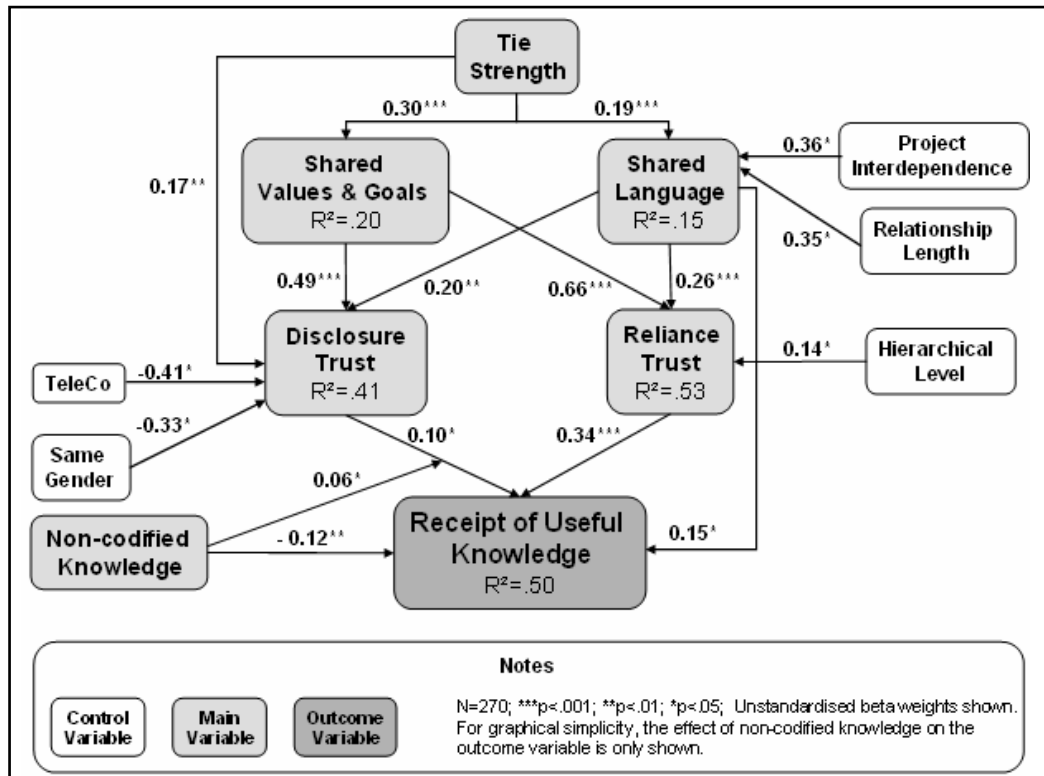 Tie
Strength
0.30***
0.19***
Shared
Values & Goals
R²=.20
Shared
Language
R²=.15
0.36*
Project
Interdependence
0.17**
0.35*
Relationship
Length
0.49***
0.20**
0.66***
0.26***
Disclosure
Trust
R²=.41
Reliance
Trust
R²=.53
0.14*
Hierarchical
Level
TeleCo
-0.41*
-0.33*
Same
Gender
0.10*
0.34***
0.06*
Non-codified
Knowledge
- 0.12**
Receipt of Useful
Knowledge
R²=.50
0.15*
Notes
Control
Variable
Main
Variable
Outcome
Variable
N=270; ***p<.001; **p<.01; *p<.05; Unstandardised beta weights shown.
For graphical simplicity, the effect of non-codified knowledge on the
outcome variable is only shown.